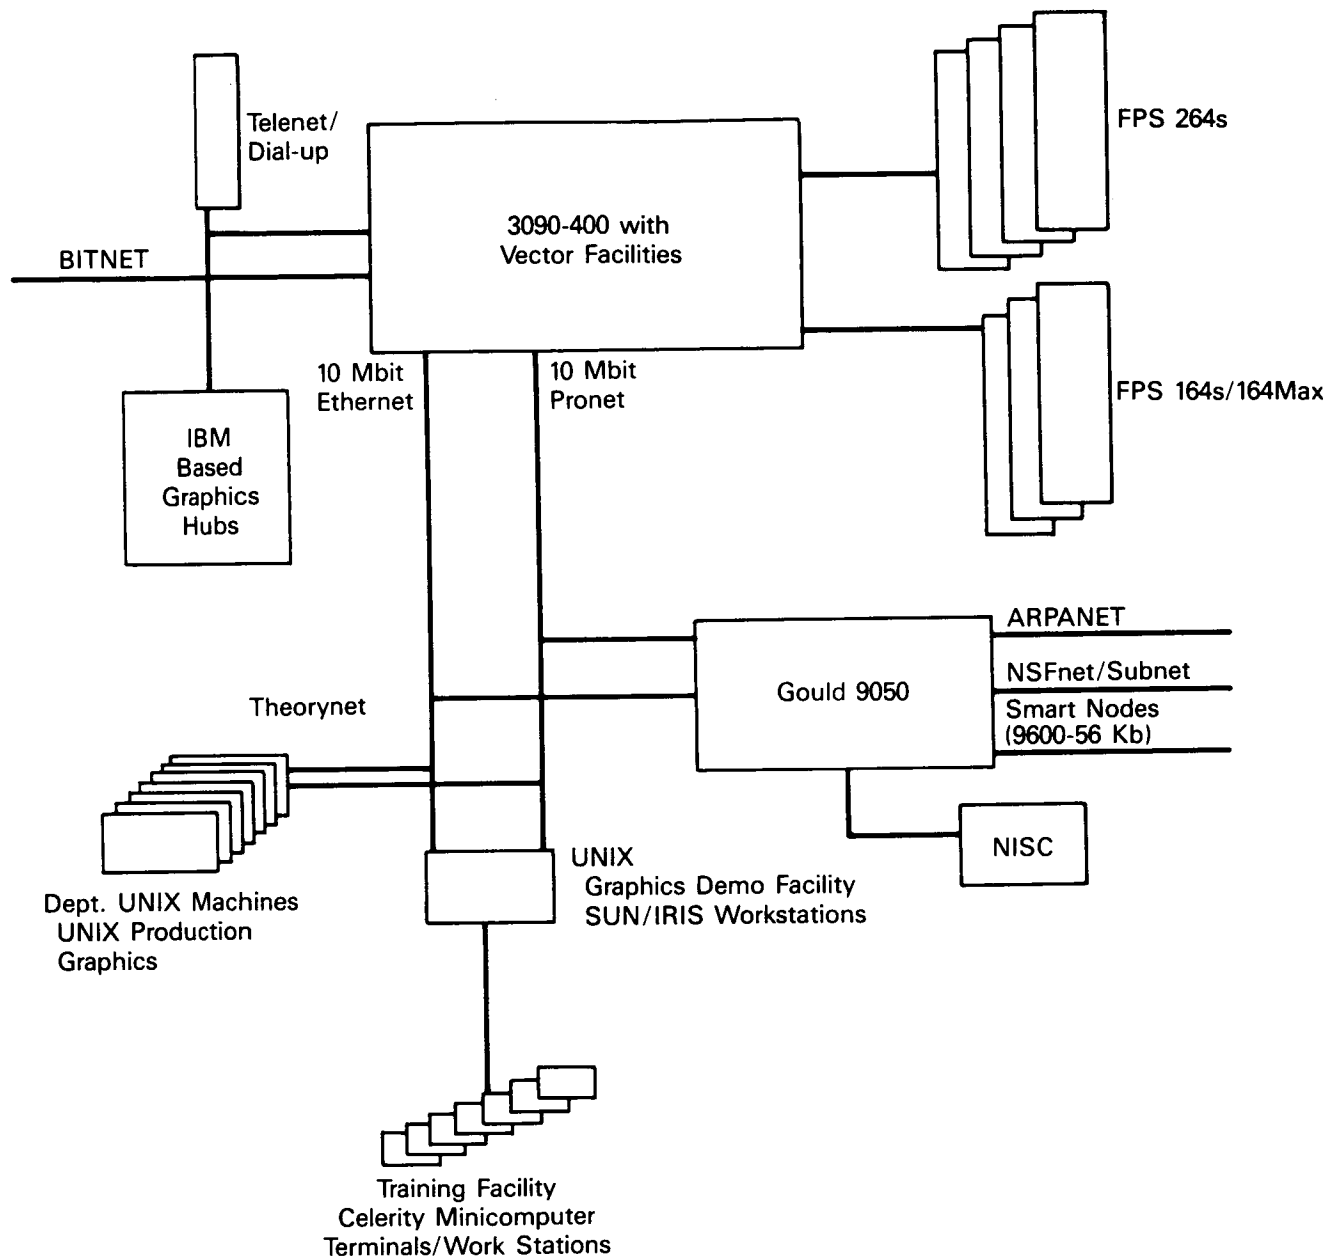 Telenet/
Dial-up
FPS 264s
3090-400 with
Vector Facilities
BITNET
10 Mbit
Ethernet
10 Mbit
Pronet
FPS 164s/164Max
IBM
Based
Graphics
Hubs
ARPANET
NSFnet/Subnet
Gould 9050
Smart Nodes
(9600-56 Kb)
Theorynet
NISC
UNIX
Graphics Demo Facility
SUN/IRIS Workstations
Dept. UNIX Machines
UNIX Production
Graphics
Training Facility
Celerity Minicomputer
Terminals/Work Stations